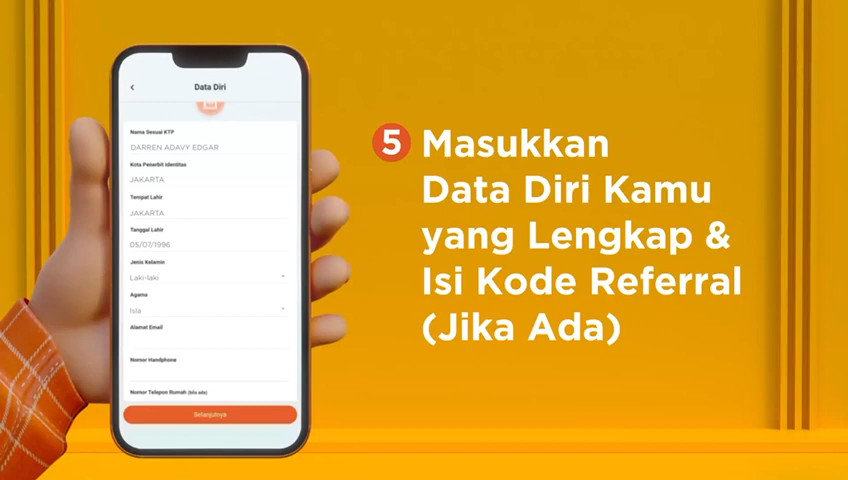 Data Diri
Nama Sesuai KTP
DARREN ADAVY EDGAR
Kota Penerbit Identitas
JAKARTA
Tempat Lahir
JAKARTA
Tanggal Lahir
05/07/1996
Jenis Kelamin
Laki-laki
Agama
Isla
Alamat Email
Nomor Handphone
Nomor Telepon Rumah (bila ada)
Selanjutnya
5 Masukkan
Data Diri Kamu
yang Lengkap &
Isi Kode Referral
(Jika Ada)